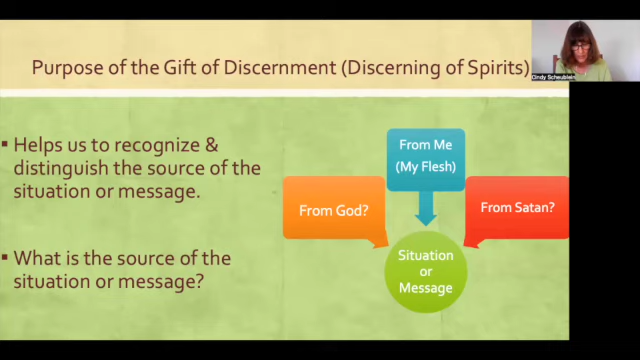 Purpose of the Gift of Discernment (Discerning of Spirits)
Cindy Scheublein
▪ Helps us to recognize &
distinguish the source of the
situation or message.
▪ What is the source of the
situation or message?
From God?
From Me
(My Flesh)
From Satan?
Situation
or
Message